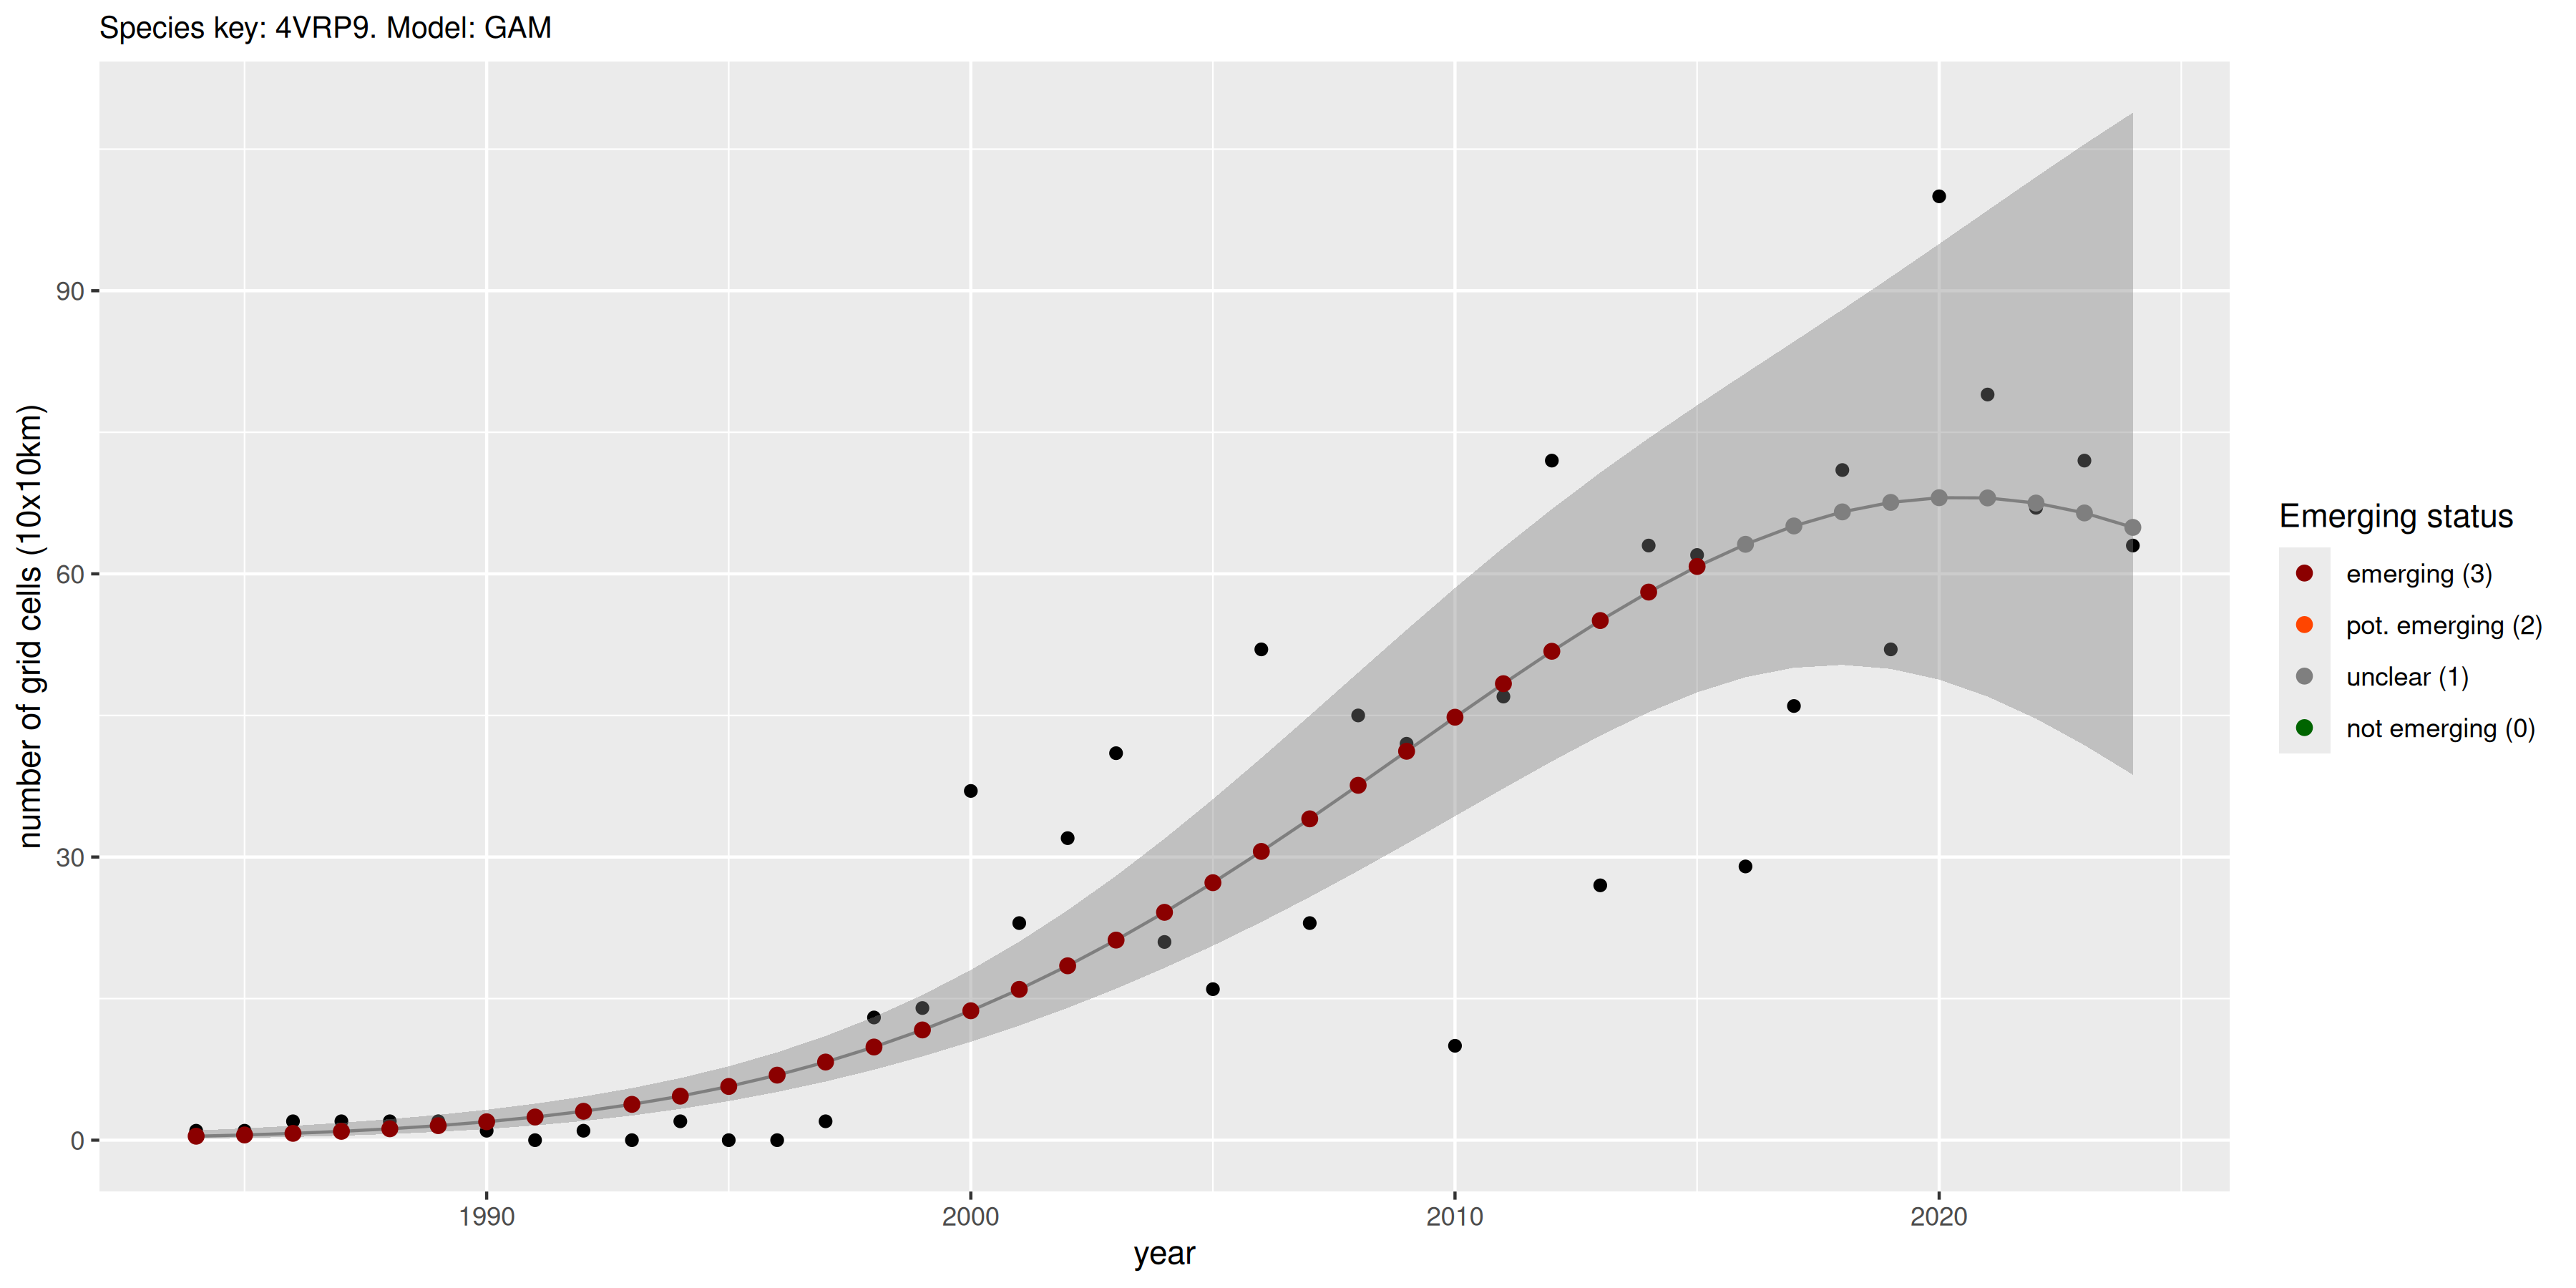 Species key: 4VRP9. Model: GAM
number of grid cells (10x10km)
90
60
30
0
1990
2000
2010
2020
year
Emerging status
emerging (3)
pot. emerging (2)
unclear (1)
not emerging (0)